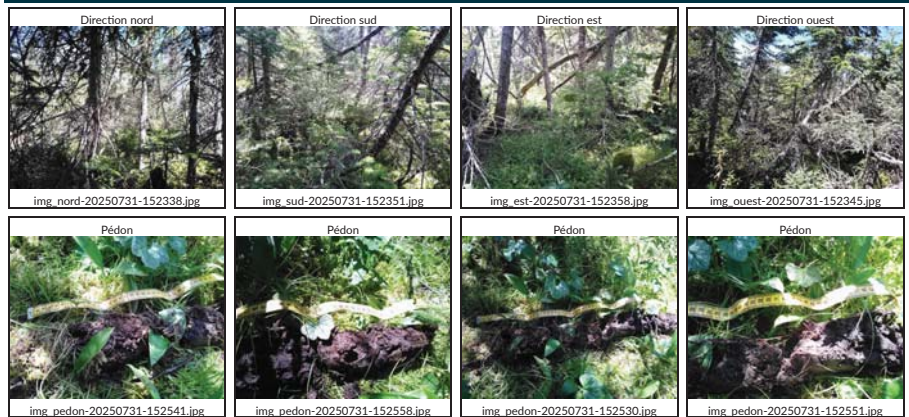 Direction nord
Direction sud
Direction est
Direction ouest
img_nord-20250731-152338.jpg
img_sud-20250731-152351.jpg
img_est-20250731-152358.jpg
img_ouest-20250731-152345.jpg
Pédon
Pédon
Pédon
Pédon
img_pedon-20250731-152541.jpg
img_pedon-20250731-152558.jpg
img_pedon-20250731-152530.jpg
img_pedon-20250731-152551.jpg